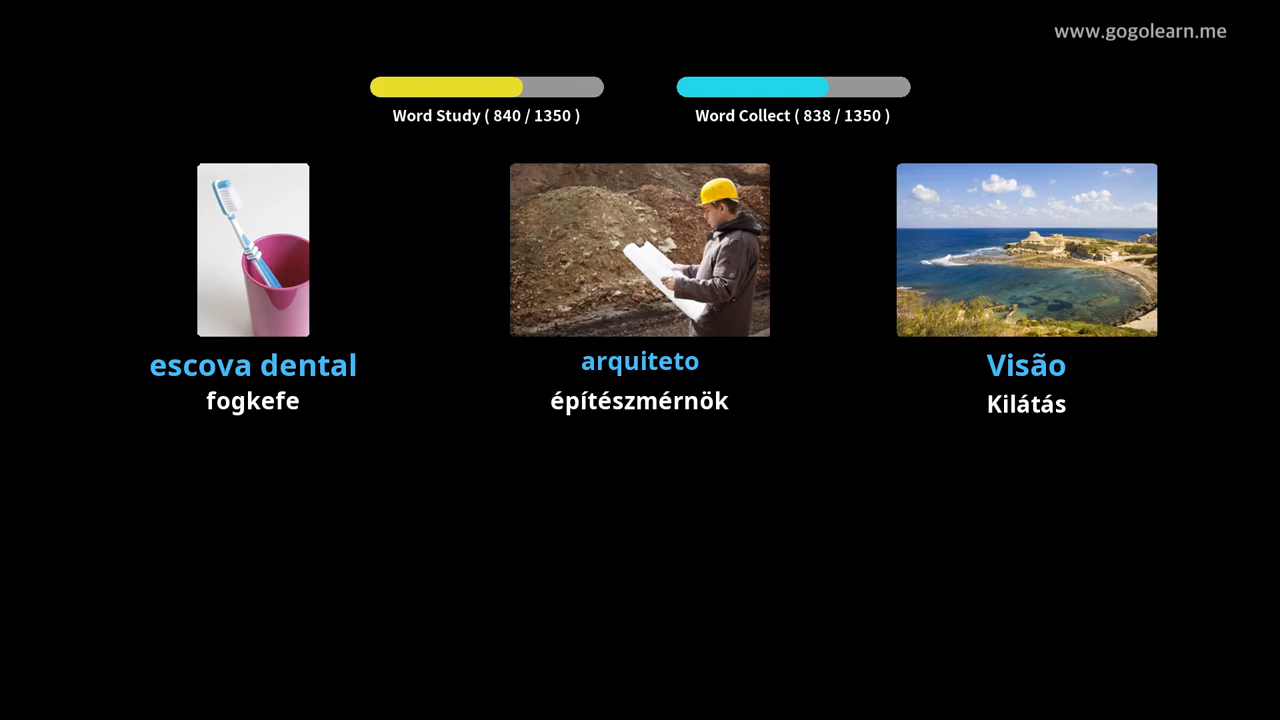 www.gogolearn.me
Word Study ( 840 / 1350 )
Word Collect ( 838 / 1350 )
escova dental
fogkefe
arquiteto
építészmérnök
Visão
Kilátás